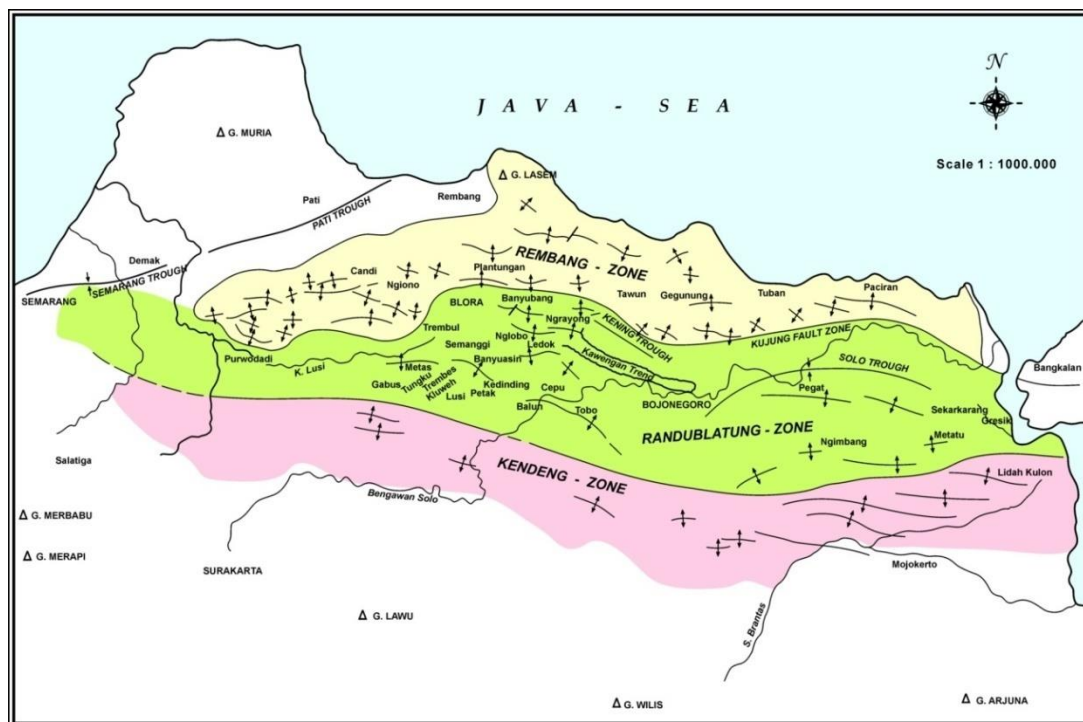 N
JAVA - SEA
Scale 1 : 1000.000
G. MURIA
G. LASEM
Pati
PATI TROUGH
Rembang
Demak
SEMARANG TROUGH
SEMARANG
REMBANG - ZONE
Candi
Ngiono
Plantungan
Tawun
Gegunung
Tuban
Paciran
KUJUNG FAULT ZONE
BLORA
Banyubang
Ngrayong
KENING TROUGH
Trembul
Nglobo
Semanggi
Ledok
Banyuasin
Kawengan Treng
SOLO TROUGH
Bangkalan
Purwodadi
K. Lusi
Metas
Gabus
Tungku
Trembes
Kluweh
Lusi
Petak
Kedinding
Cepu
Balun
Tobo
BOJONEGORO
Pegat
Sekarkarang
Gresik
RANDUBLATUNG - ZONE
Ngimbang
Metatu
Lidah Kulon
KENDENG - ZONE
Salatiga
Bengawan Solo
G. MERBABU
G. MERAPI
SURAKARTA
G. LAWU
Mojokerto
S. Brantas
G. WILIS
G. ARJUNA